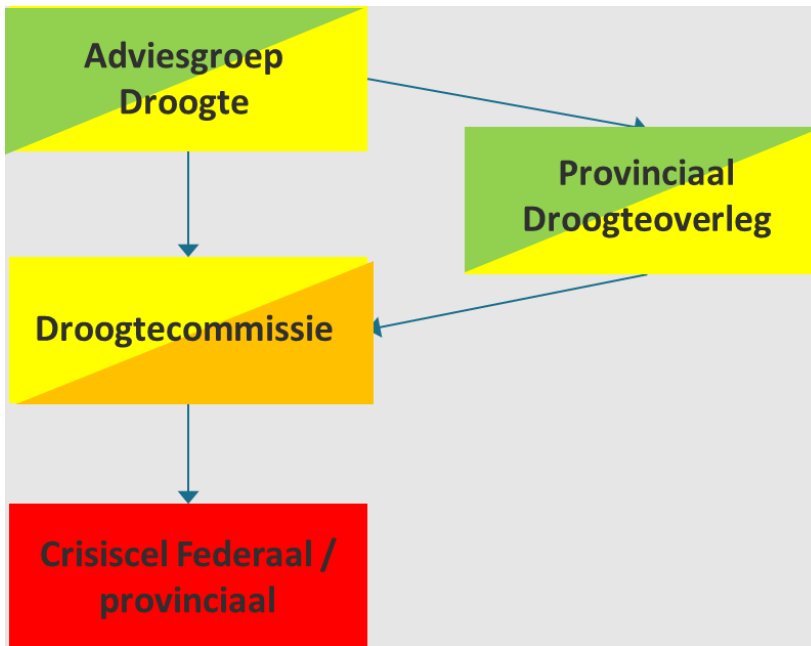 Adviesgroep
Droogte
Provinciaal
Droogteoverleg
Droogtecommissie
Crisiscel Federaal /
provinciaal